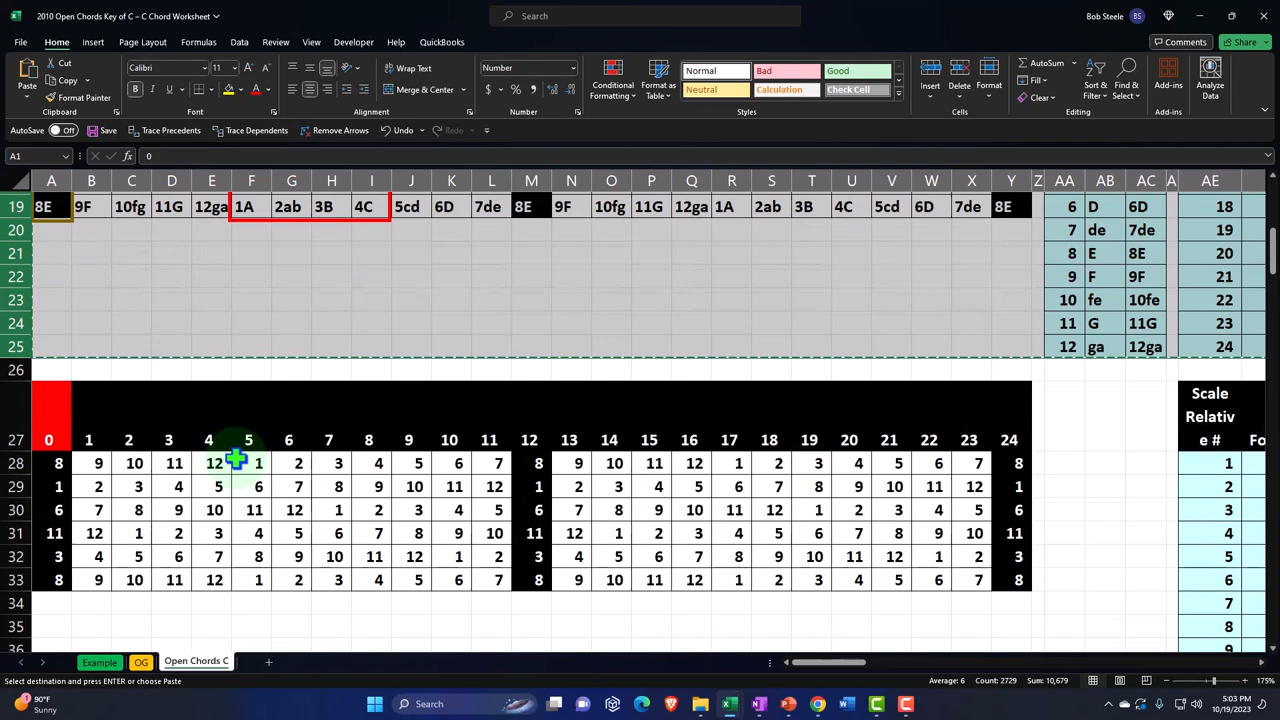 2010 Open Chords Key of C – C Chord Worksheet
Search
Bob Steele BS
File Home Insert Page Layout Formulas Data Review View Developer Automate Help QuickBooks
Comments Share
Paste Cut Copy Format Painter
Clipboard
Calibri 11
B I U
Font
Wrap Text
Merge & Center
Alignment
Number
$ % ,
Number
Conditional Formatting Format as Table
Normal Bad Good
Neutral Calculation Check Cell
Styles
Insert Delete Format
Cells
AutoSum Fill Clear
Sort & Filter Find & Select
Editing
Add-ins
Add-ins
Analyze Data
AutoSave Off Save Trace Precedents Trace Dependents Remove Arrows Undo Redo
A1 fx 0
A B C D E F G H I J K L M N O P Q R S T U V W X Y Z AA AB AC AE
19 8E 9F 10fg 11G 12ga 1A 2ab 3B 4C 5cd 6D 7de 8E 9F 10fg 11G 12ga 1A 2ab 3B 4C 5cd 6D 7de 8E 6 D 6D 18
20 7 de 7de 19
21 8 E 8E 20
22 9 F 9F 21
23 10 fe 10fe 22
24 11 G 11G 23
25 12 ga 12ga 24
26
27 0 1 2 3 4 5 6 7 8 9 10 11 12 13 14 15 16 17 18 19 20 21 22 23 24 Scale Relativ e # Fo
28 8 9 10 11 12 1 2 3 4 5 6 7 8 9 10 11 12 1 2 3 4 5 6 7 8 1
29 1 2 3 4 5 6 7 8 9 10 11 12 1 2 3 4 5 6 7 8 9 10 11 12 1 2
30 6 7 8 9 10 11 12 1 2 3 4 5 6 7 8 9 10 11 12 1 2 3 4 5 6 3
31 11 12 1 2 3 4 5 6 7 8 9 10 11 12 1 2 3 4 5 6 7 8 9 10 11 4
32 3 4 5 6 7 8 9 10 11 12 1 2 3 4 5 6 7 8 9 10 11 12 1 2 3 5
33 8 9 10 11 12 1 2 3 4 5 6 7 8 9 10 11 12 1 2 3 4 5 6 7 8 6
34 7
35 8
36 9
Example OG Open Chords C
Select destination and press ENTER or choose Paste Average: 6 Count: 2729 Sum: 10,679 175%
90°F
Sunny
Search
5:03 PM
10/19/2023